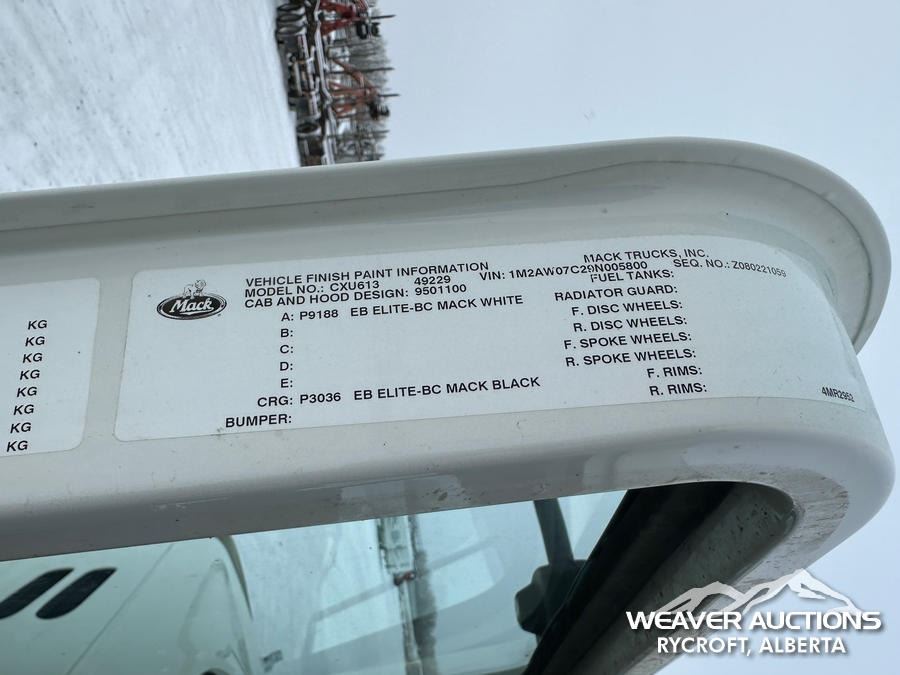 KG
KG
KG
KG
KG
KG
KG
KG
Mack
VEHICLE FINISH PAINT INFORMATION MACK TRUCKS, INC.
MODEL NO.: CXU613 49229 VIN: 1M2AW07C29N005800 SEQ. NO.: Z080221059
CAB AND HOOD DESIGN: 9501100 FUEL TANKS:
A: P9188 EB ELITE-BC MACK WHITE RADIATOR GUARD:
B: F. DISC WHEELS:
C: R. DISC WHEELS:
D: F. SPOKE WHEELS:
E: R. SPOKE WHEELS:
CRG: P3036 EB ELITE-BC MACK BLACK F. RIMS:
BUMPER: R. RIMS:
4MR2952
WEAVER AUCTIONS
RYCROFT, ALBERTA